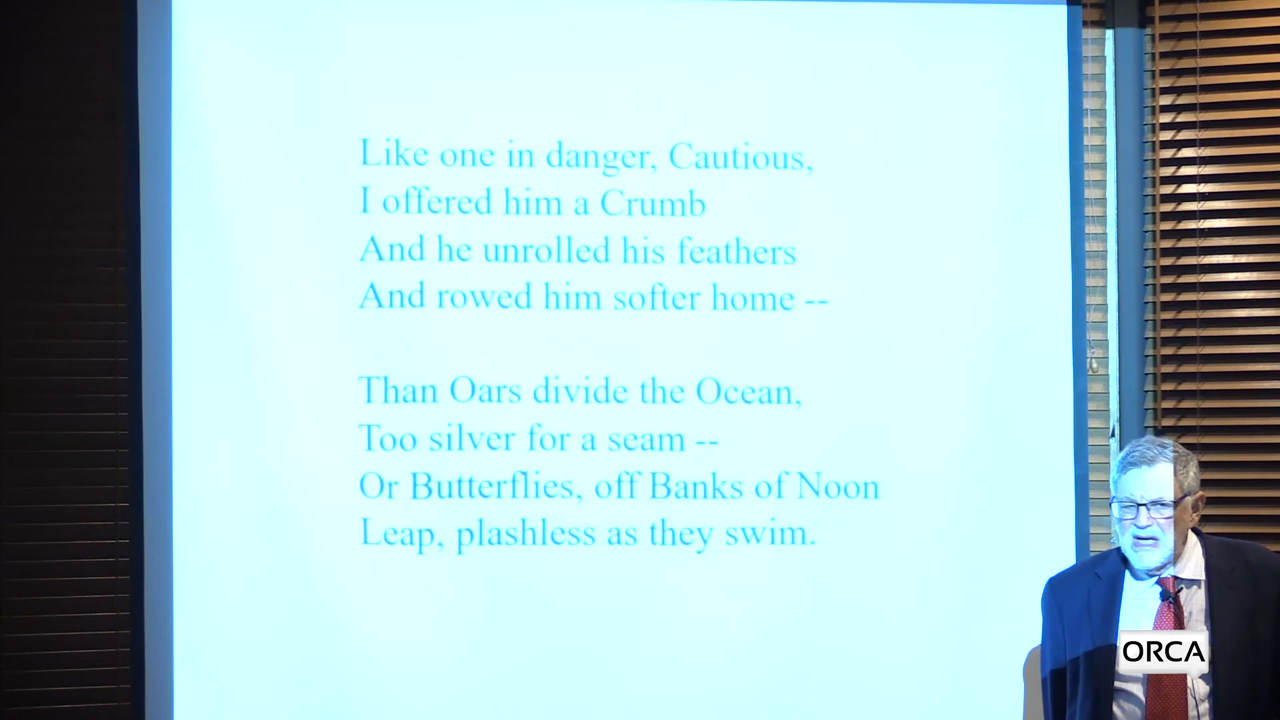 Like one in danger, Cautious,
I offered him a Crumb
And he unrolled his feathers
And rowed him softer home --
Than Oars divide the Ocean,
Too silver for a seam --
Or Butterflies, off Banks of Noon
Leap, plashless as they swim.
ORCA